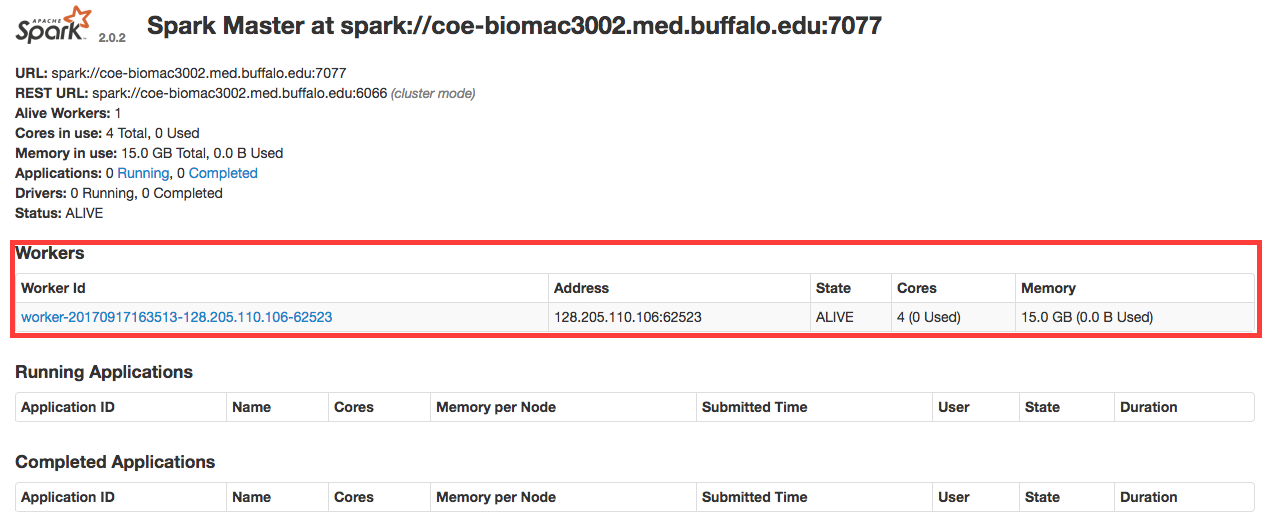 APACHE
Spark 2.0.2 Spark Master at spark://coe-biomac3002.med.buffalo.edu:7077
URL: spark://coe-biomac3002.med.buffalo.edu:7077
REST URL: spark://coe-biomac3002.med.buffalo.edu:6066 (cluster mode)
Alive Workers: 1
Cores in use: 4 Total, 0 Used
Memory in use: 15.0 GB Total, 0.0 B Used
Applications: 0 Running, 0 Completed
Drivers: 0 Running, 0 Completed
Status: ALIVE
Workers
Worker Id Address State Cores Memory
worker-20170917163513-128.205.110.106-62523 128.205.110.106:62523 ALIVE 4 (0 Used) 15.0 GB (0.0 B Used)
Running Applications
Application ID Name Cores Memory per Node Submitted Time User State Duration
Completed Applications
Application ID Name Cores Memory per Node Submitted Time User State Duration